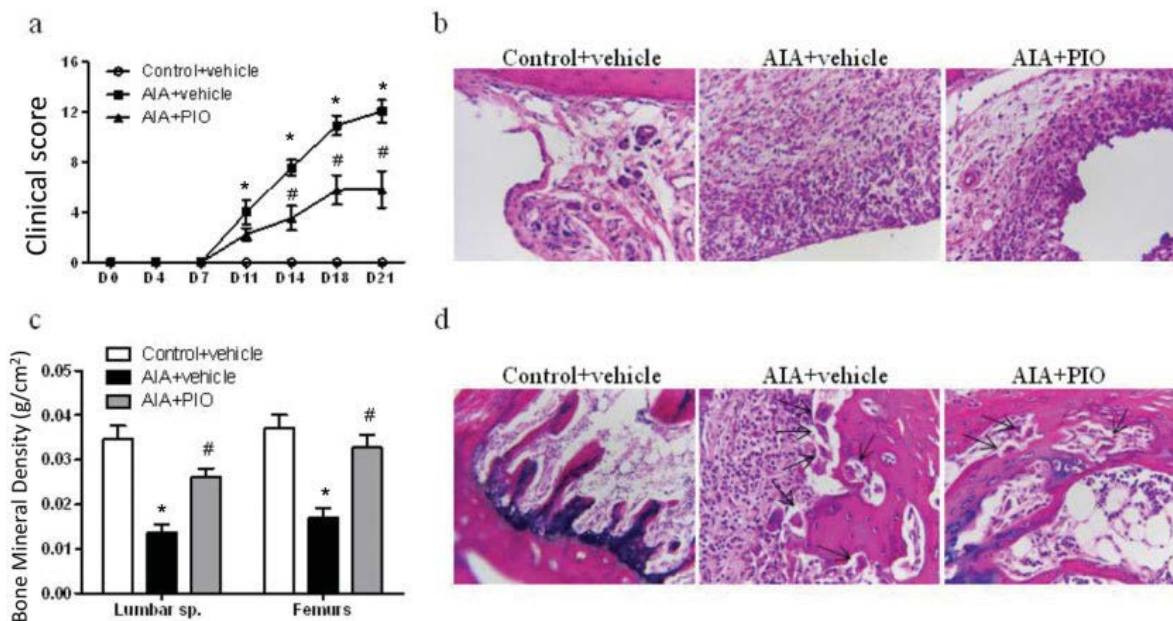 a
16
12
8
4
0
Clinical score
Control+vehicle
AIA+vehicle
AIA+PIO
*
*
*
*
#
#
#
D0 D4 D7 D11 D14 D18 D21
b
Control+vehicle AIA+vehicle AIA+PIO
c
Control+vehicle
AIA+vehicle
AIA+PIO
0.05
0.04
0.03
0.02
0.01
0.00
Bone Mineral Density (g/cm²)
*
#
*
#
Lumbar sp. Femurs
d
Control+vehicle AIA+vehicle AIA+PIO